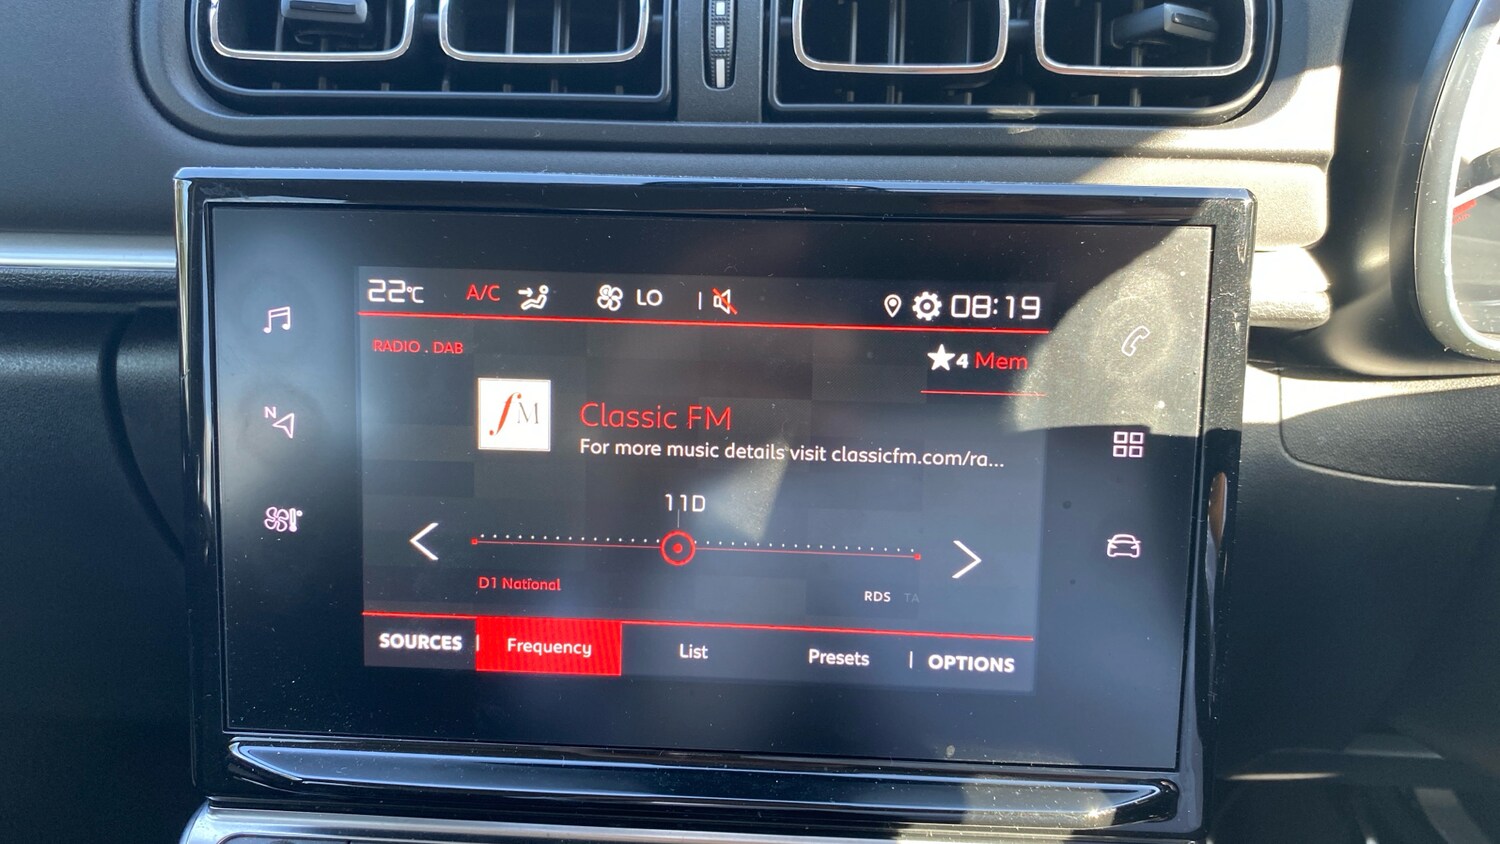 22°C A/C LO | 08:19
RADIO . DAB
4 Mem
fM
Classic FM
For more music details visit classicfm.com/ra...
11D
N
D1 National
RDS TA
SOURCES | Frequency List Presets | OPTIONS